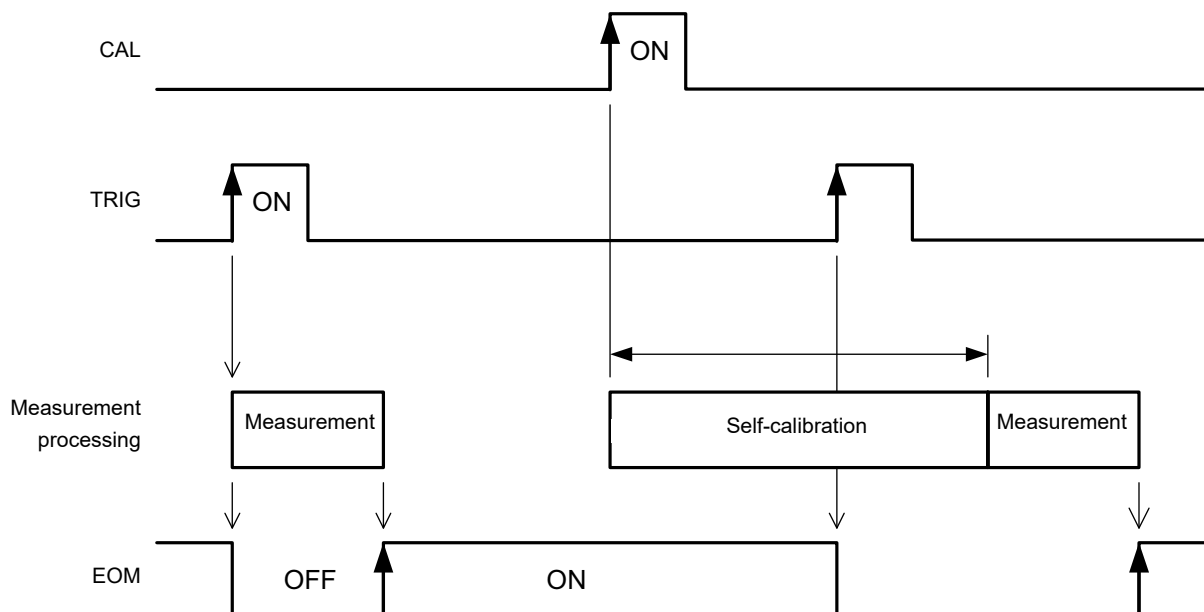 CAL
ON
TRIG
ON
Measurement
processing
Measurement
Self-calibration
Measurement
EOM
OFF
ON